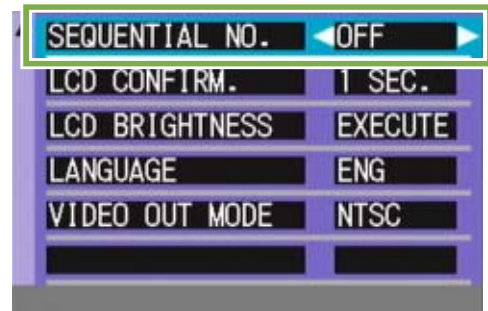 SEQUENTIAL NO. OFF
LCD CONFIRM. 1 SEC.
LCD BRIGHTNESS EXECUTE
LANGUAGE ENG
VIDEO OUT MODE NTSC